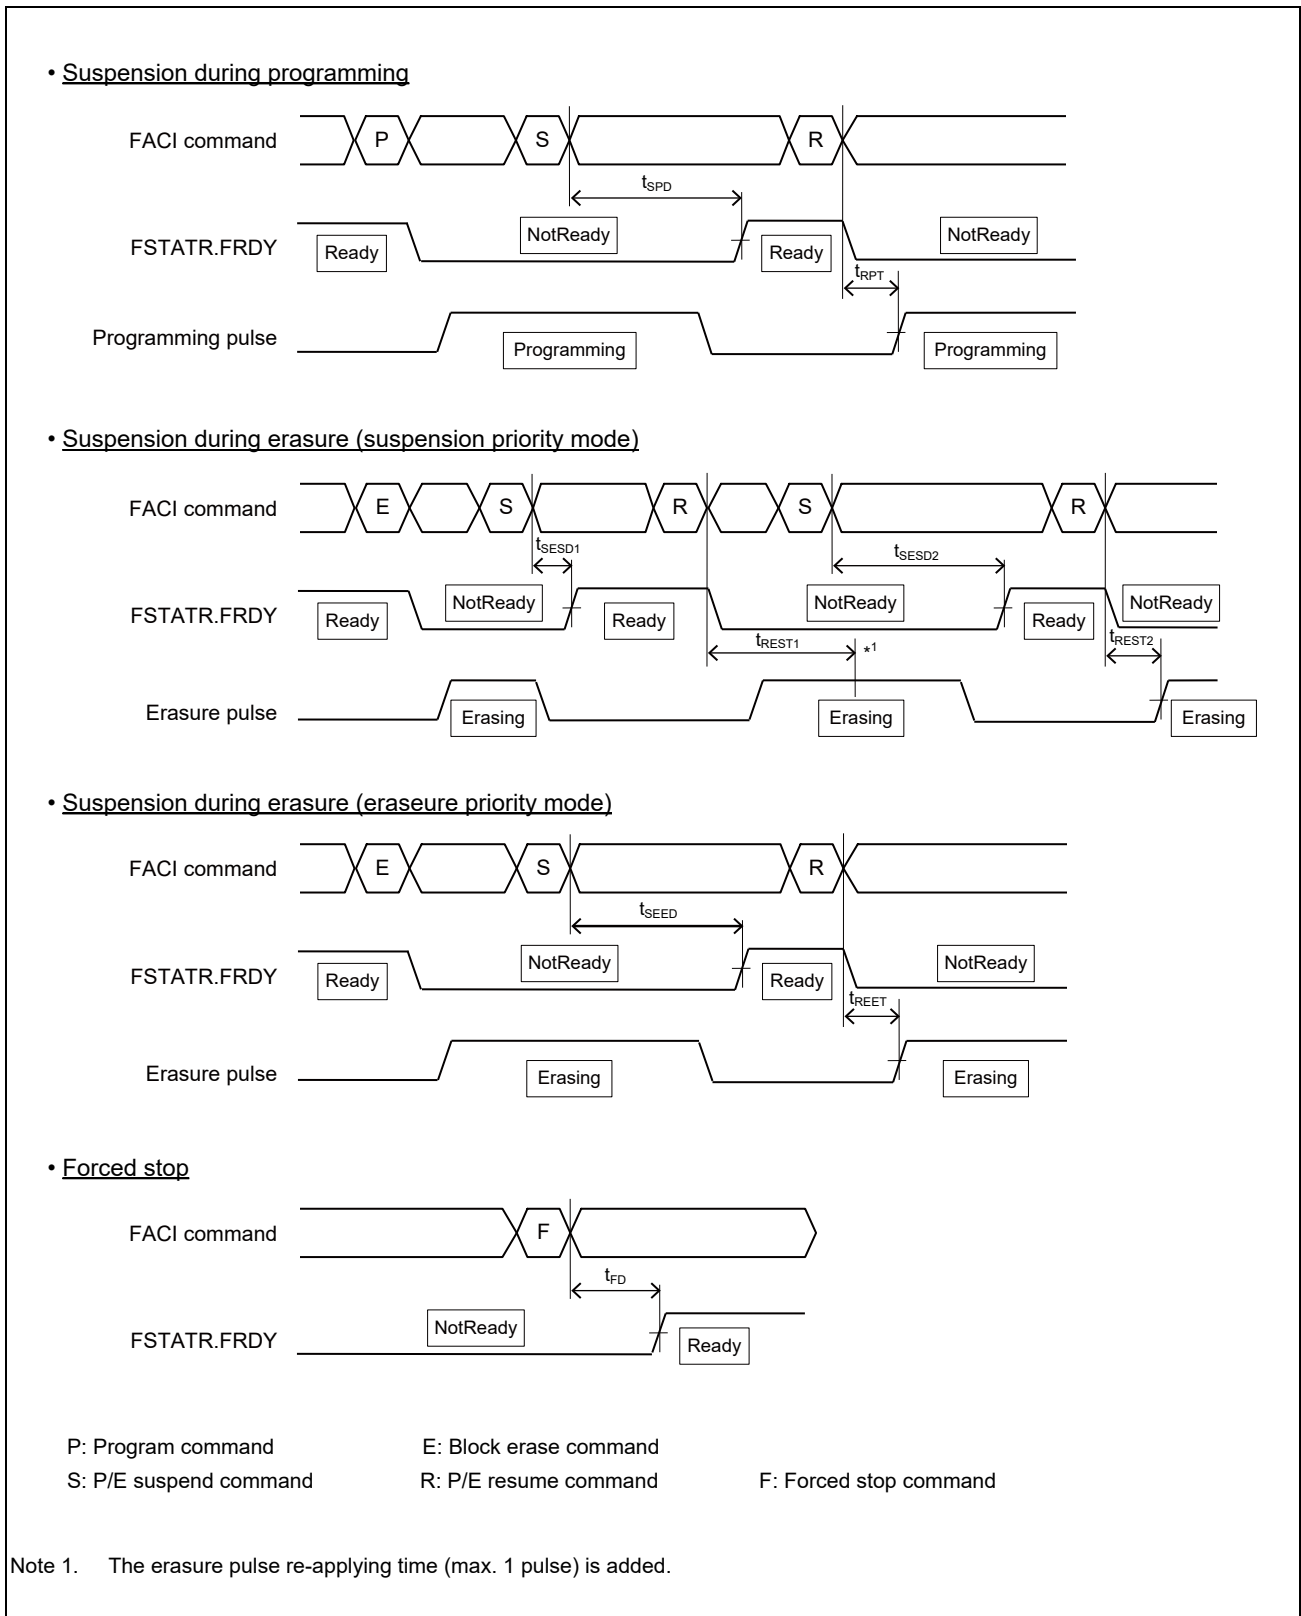 • Suspension during programming
FACI command P S R
tSPD
FSTATR.FRDY Ready NotReady Ready NotReady
tRPT
Programming pulse Programming Programming
• Suspension during erasure (suspension priority mode)
FACI command E S R S R
tSESD1 tSESD2
FSTATR.FRDY Ready NotReady Ready NotReady Ready NotReady
tREST1 *1 tREST2
Erasure pulse Erasing Erasing Erasing
• Suspension during erasure (eraseure priority mode)
FACI command E S R
tSEED
FSTATR.FRDY Ready NotReady Ready NotReady
tREET
Erasure pulse Erasing Erasing
• Forced stop
FACI command F
tFD
FSTATR.FRDY NotReady Ready
P: Program command E: Block erase command
S: P/E suspend command R: P/E resume command F: Forced stop command
Note 1. The erasure pulse re-applying time (max. 1 pulse) is added.